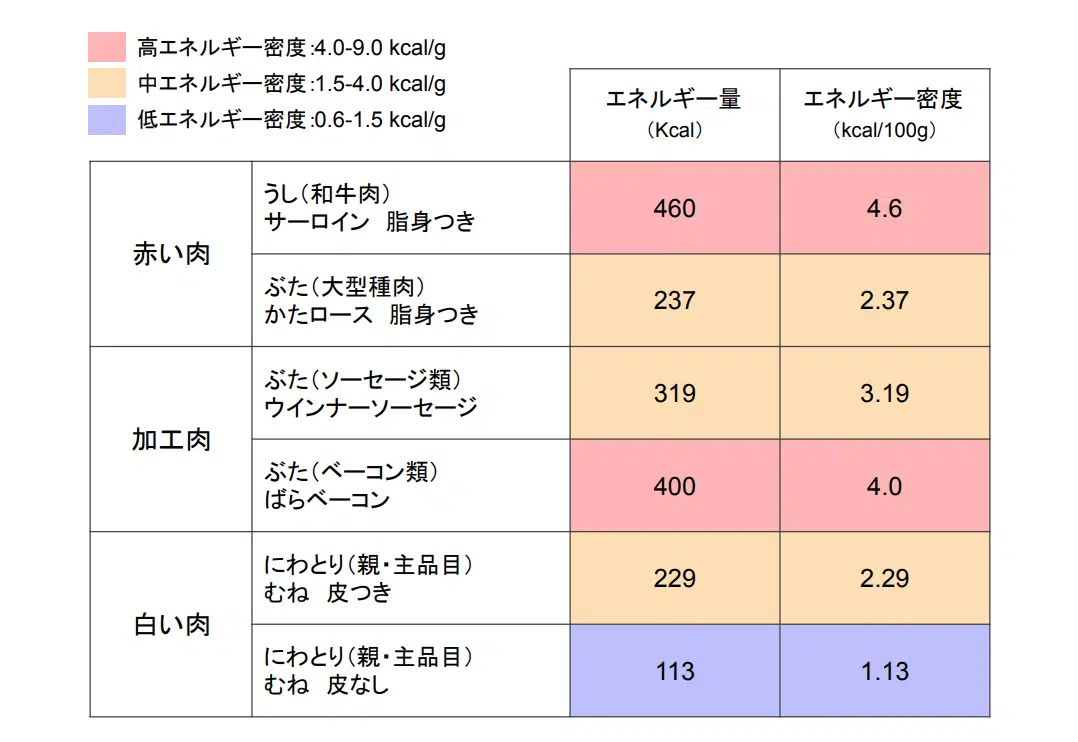 高エネルギー密度:4.0-9.0 kcal/g
中エネルギー密度:1.5-4.0 kcal/g
低エネルギー密度:0.6-1.5 kcal/g
エネルギー量
（Kcal）
エネルギー密度
（kcal/100g）
赤い肉
うし（和牛肉）
サーロイン　脂身つき
460
4.6
ぶた（大型種肉）
かたロース　脂身つき
237
2.37
加工肉
ぶた（ソーセージ類）
ウインナーソーセージ
319
3.19
ぶた（ベーコン類）
ばらベーコン
400
4.0
白い肉
にわとり（親・主品目）
むね　皮つき
229
2.29
にわとり（親・主品目）
むね　皮なし
113
1.13